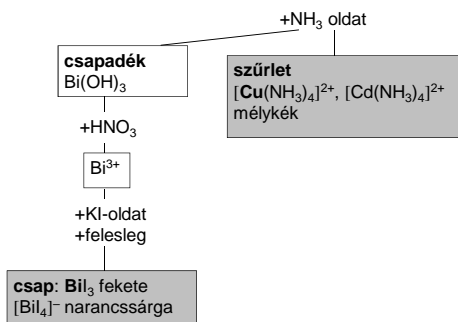 +NH₃ oldat
csapadék
Bi(OH)₃
szűrlet
[Cu(NH₃)₄]²⁺, [Cd(NH₃)₄]²⁺
mélykék
+HNO₃
Bi³⁺
+KI-oldat
+felesleg
csap: BiI₃ fekete
[BiI₄]⁻ narancssárga